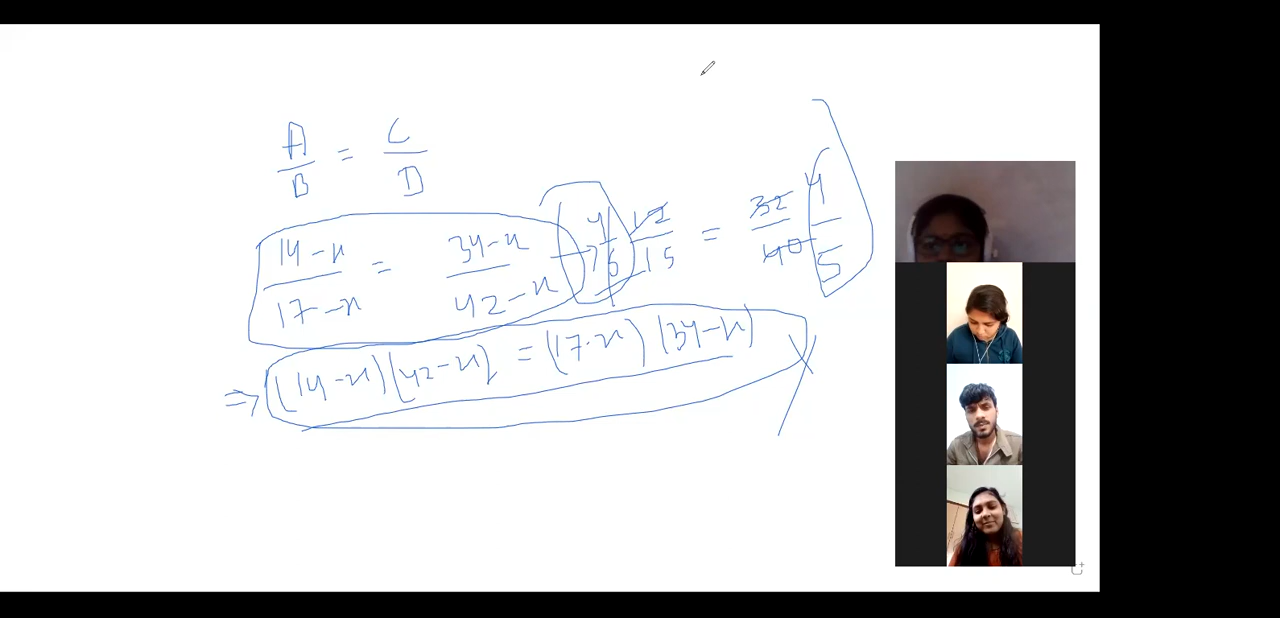 A/B = C/D
14-x/17-x = 34-x/42-x → 4/5 12/15 = 32/40 4/5
⇒ (14-x)(42-x) = (17-x)(34-x)